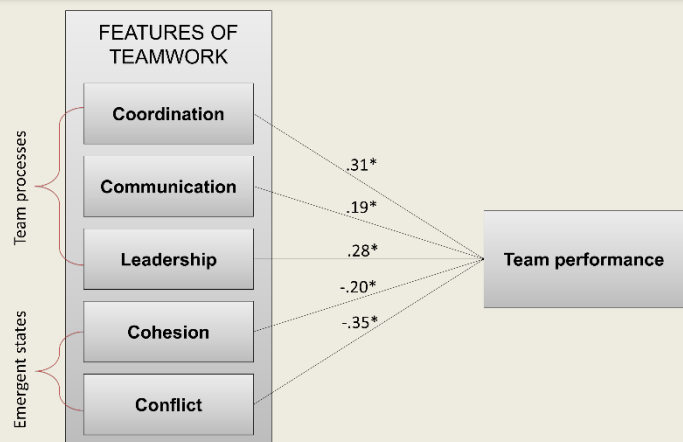 FEATURES OF
TEAMWORK
Team processes
Coordination
Communication
Leadership
Emergent states
Cohesion
Conflict
.31*
.19*
.28*
-.20*
-.35*
Team performance